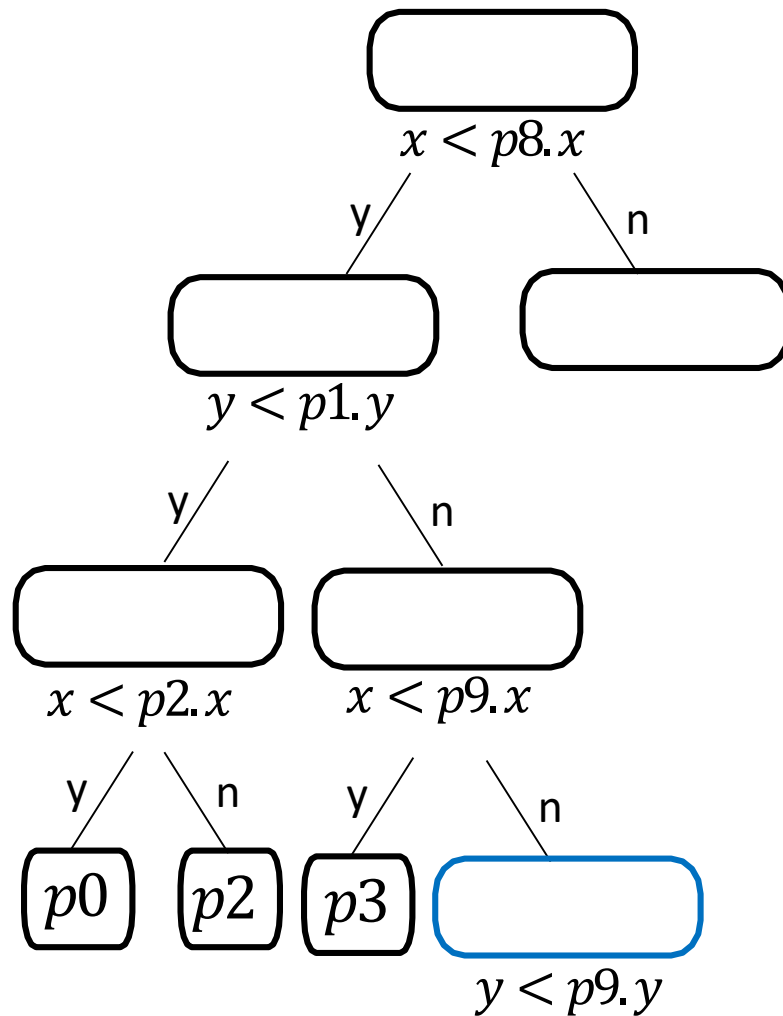 x < p8.x
y n
y < p1.y
y n
x < p2.x x < p9.x
y n y n
p0 p2 p3
y < p9.y